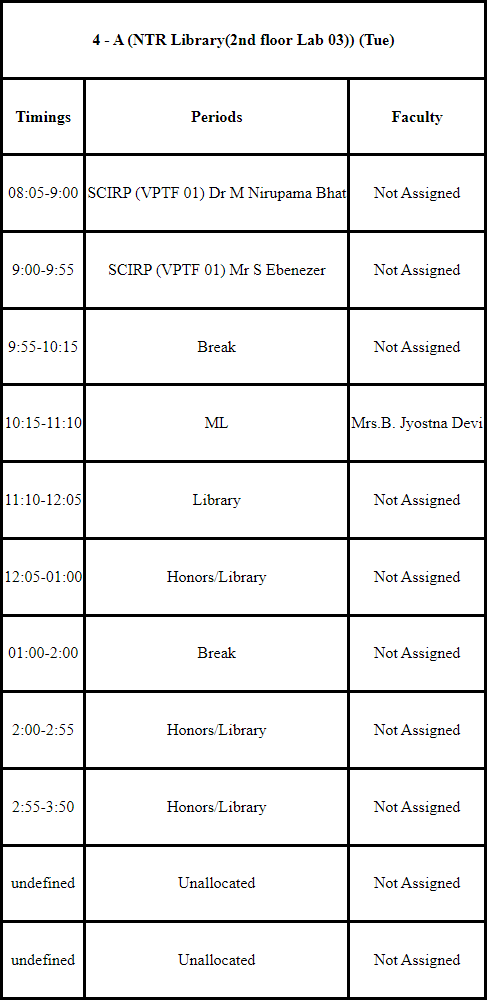 4 - A (NTR Library(2nd floor Lab 03)) (Tue)
Timings Periods Faculty
08:05-9:00 SCIRP (VPTF 01) Dr M Nirupama Bhat Not Assigned
9:00-9:55 SCIRP (VPTF 01) Mr S Ebenezer Not Assigned
9:55-10:15 Break Not Assigned
10:15-11:10 ML Mrs.B. Jyostna Devi
11:10-12:05 Library Not Assigned
12:05-01:00 Honors/Library Not Assigned
01:00-2:00 Break Not Assigned
2:00-2:55 Honors/Library Not Assigned
2:55-3:50 Honors/Library Not Assigned
undefined Unallocated Not Assigned
undefined Unallocated Not Assigned